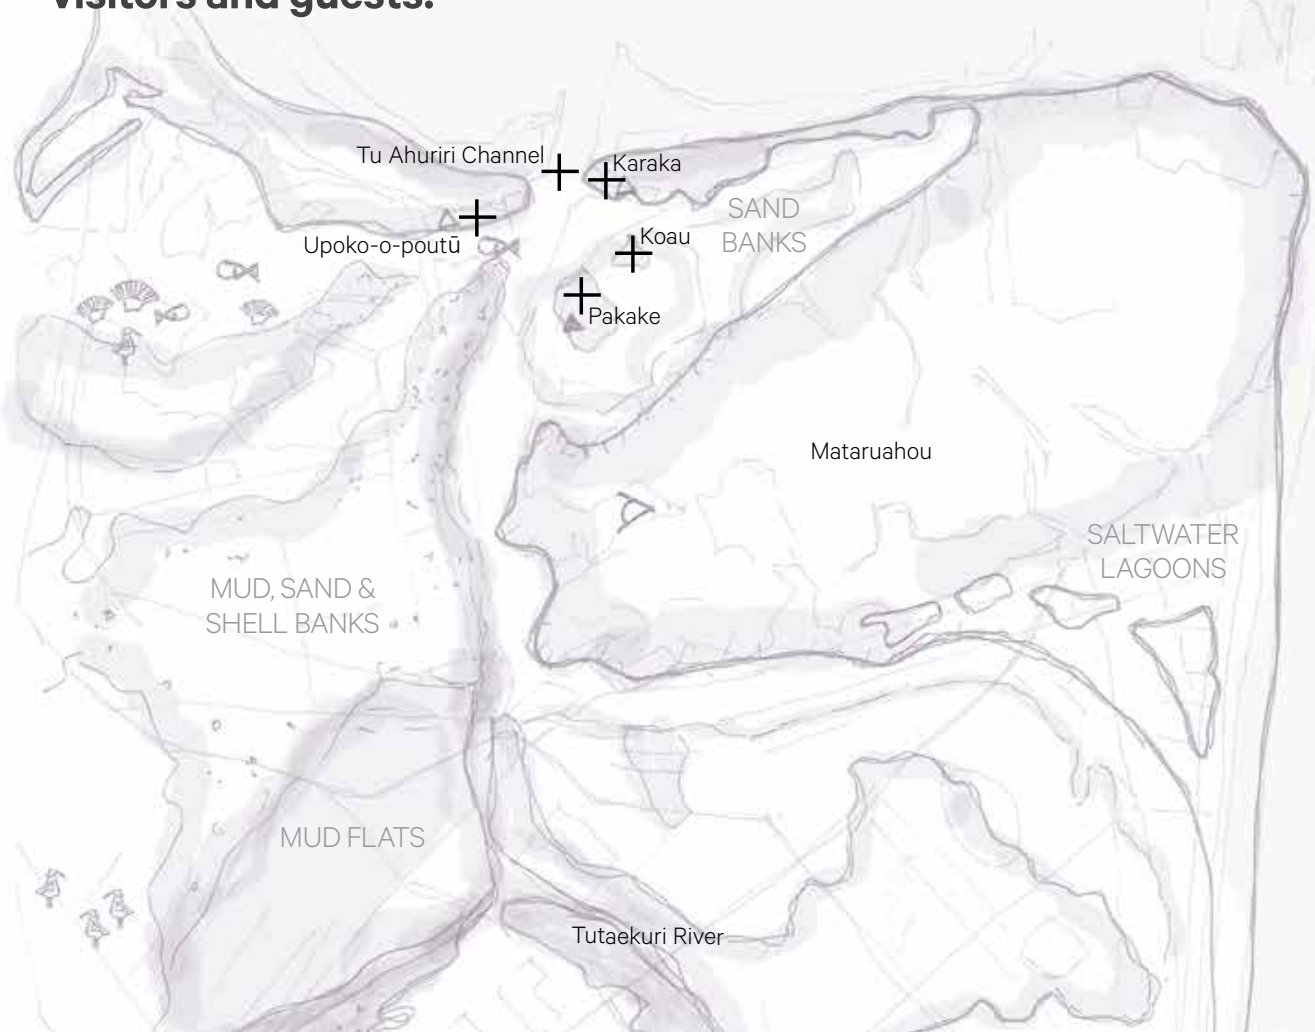 visitors and guests.
Tu Ahuriri Channel
Karaka
SAND
BANKS
Upoko-o-poutū
Koau
Pakake
Mataruahou
SALTWATER
LAGOONS
MUD, SAND &
SHELL BANKS
MUD FLATS
Tutaekuri River